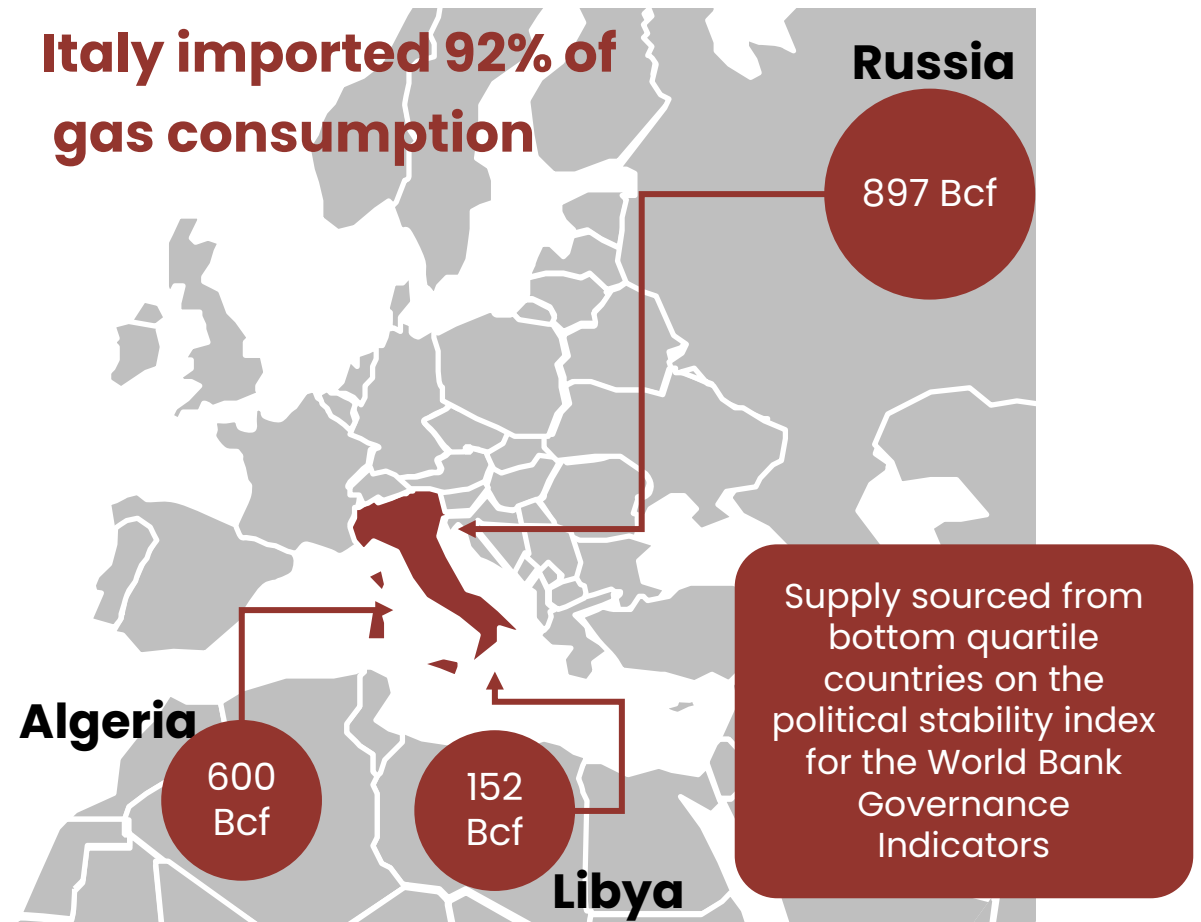 Italy imported 92% of
gas consumption
Russia
897 Bcf
Supply sourced from
bottom quartile
countries on the
political stability index
for the World Bank
Governance
Indicators
Algeria
600
Bcf
152
Bcf
Libya